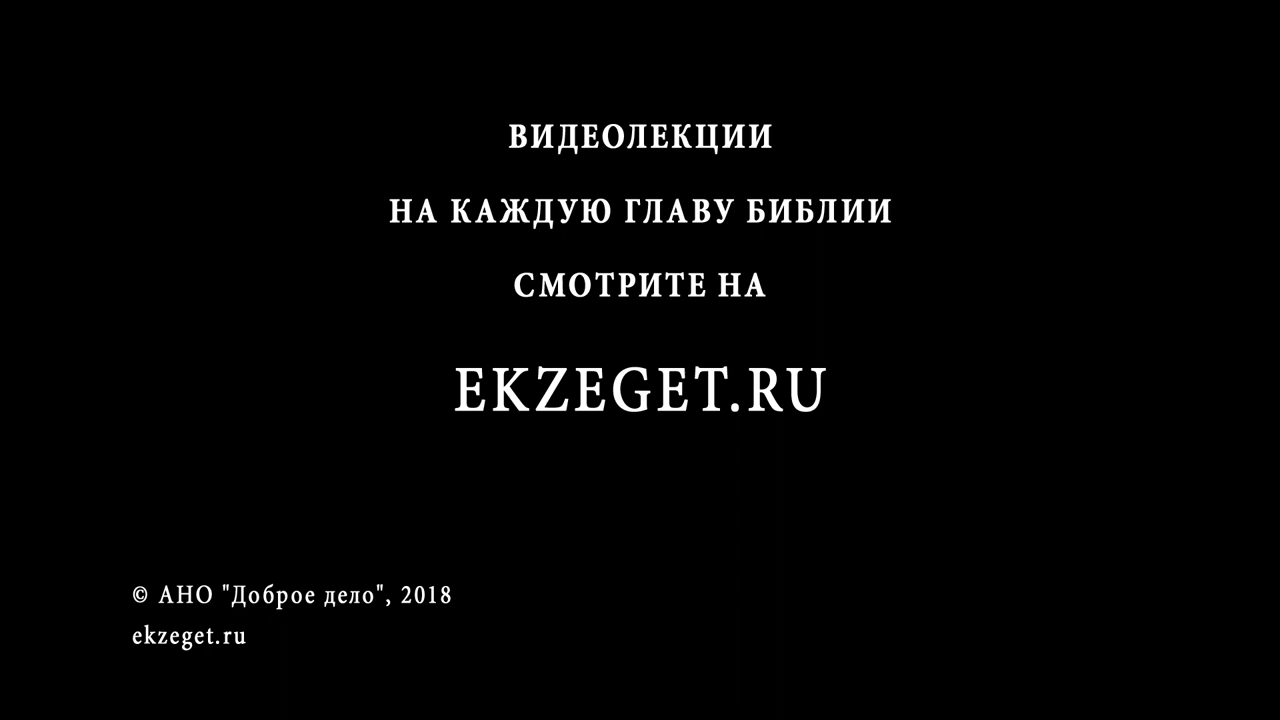 ВИДЕОЛЕКЦИИ
НА КАЖДУЮ ГЛАВУ БИБЛИИ
СМОТРИТЕ НА
EKZEGET.RU
© АНО "Доброе дело", 2018
ekzeget.ru